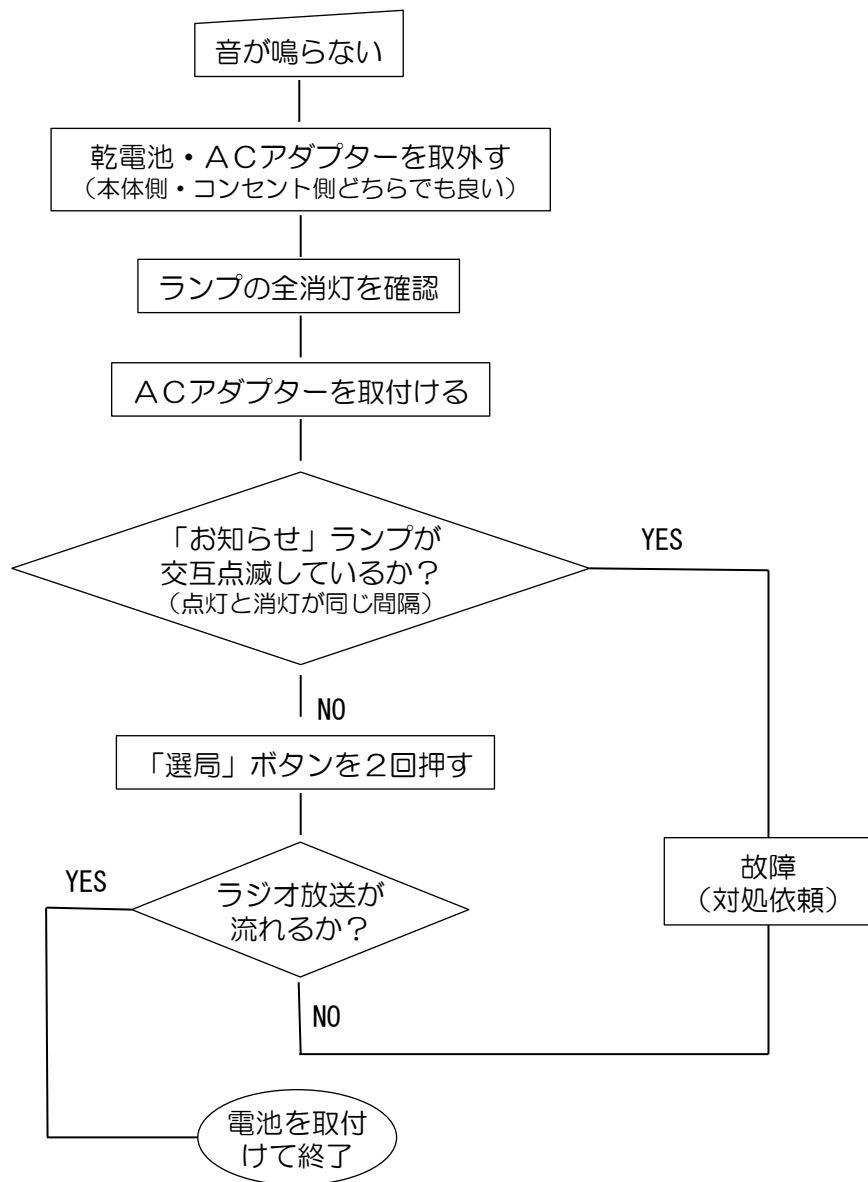 音が鳴らない
乾電池・ＡＣアダプターを取外す
（本体側・コンセント側どちらでも良い）
ランプの全消灯を確認
ＡＣアダプターを取付ける
「お知らせ」ランプが
交互点滅しているか？
（点灯と消灯が同じ間隔）
YES
NO
「選局」ボタンを２回押す
ラジオ放送が
流れるか？
YES
NO
故障
（対処依頼）
電池を取付
けて終了